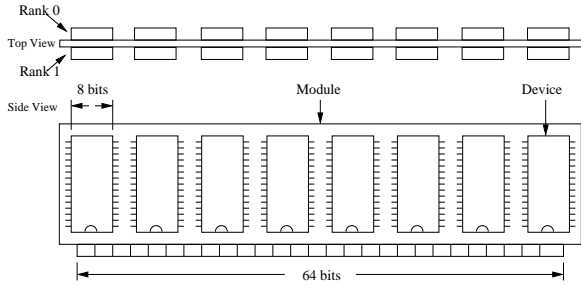 Rank 0
Top View
Rank 1
8 bits
Module
Device
Side View
64 bits